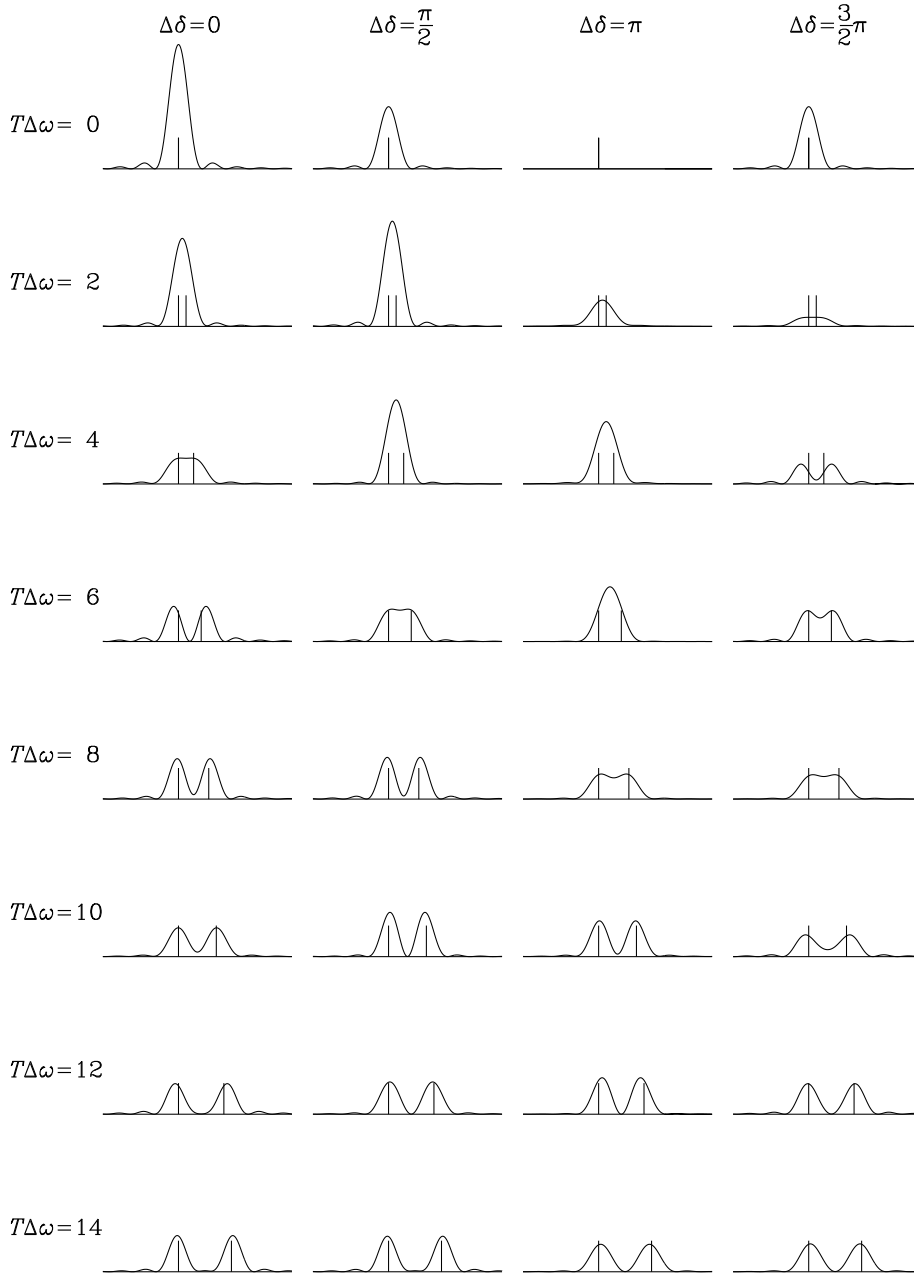 Δδ=0 Δδ=π/2 Δδ=π Δδ=3/2π
TΔω= 0
TΔω= 2
TΔω= 4
TΔω= 6
TΔω= 8
TΔω=10
TΔω=12
TΔω=14